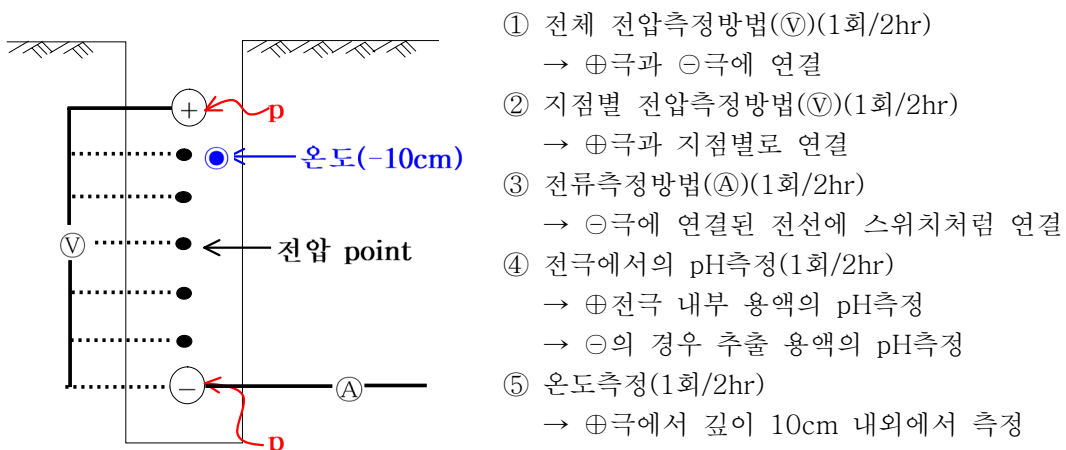 ① 전체 전압측정방법(Ⓥ)(1회/2hr)
→ ⊕극과 ⊖극에 연결
② 지점별 전압측정방법(Ⓥ)(1회/2hr)
→ ⊕극과 지점별로 연결
③ 전류측정방법(Ⓐ)(1회/2hr)
→ ⊖극에 연결된 전선에 스위치처럼 연결
④ 전극에서의 pH측정(1회/2hr)
→ ⊕전극 내부 용액의 pH측정
→ ⊖의 경우 추출 용액의 pH측정
⑤ 온도측정(1회/2hr)
→ ⊕극에서 깊이 10cm 내외에서 측정
+
p
온도(-10cm)
Ⓥ
전압 point
−
Ⓐ
p